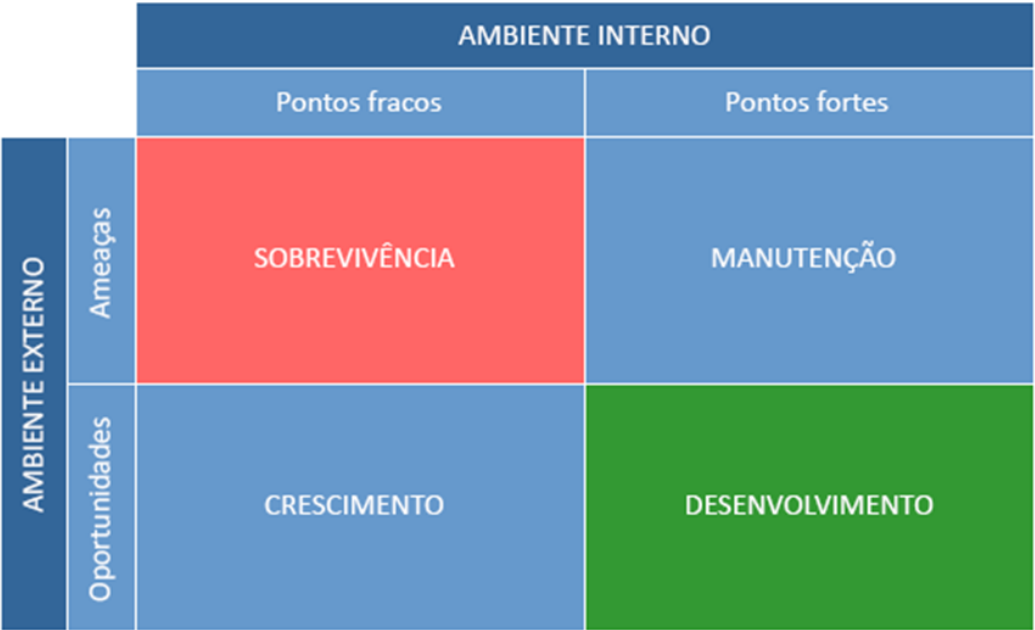 AMBIENTE INTERNO
Pontos fracos
Pontos fortes
AMBIENTE EXTERNO
Ameaças
SOBREVIVÊNCIA
MANUTENÇÃO
Oportunidades
CRESCIMENTO
DESENVOLVIMENTO